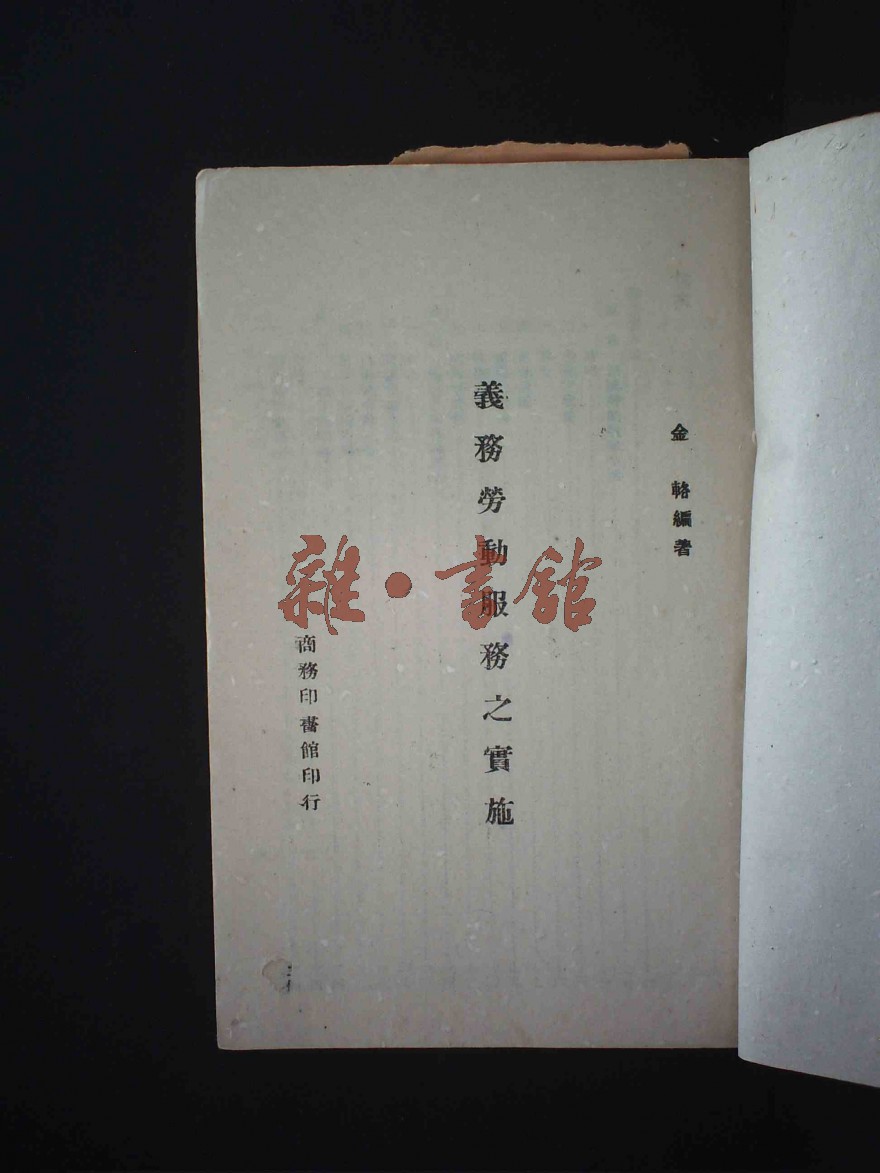 金輅編著
義務勞動服務之實施
商務印書館印行
雜·書館